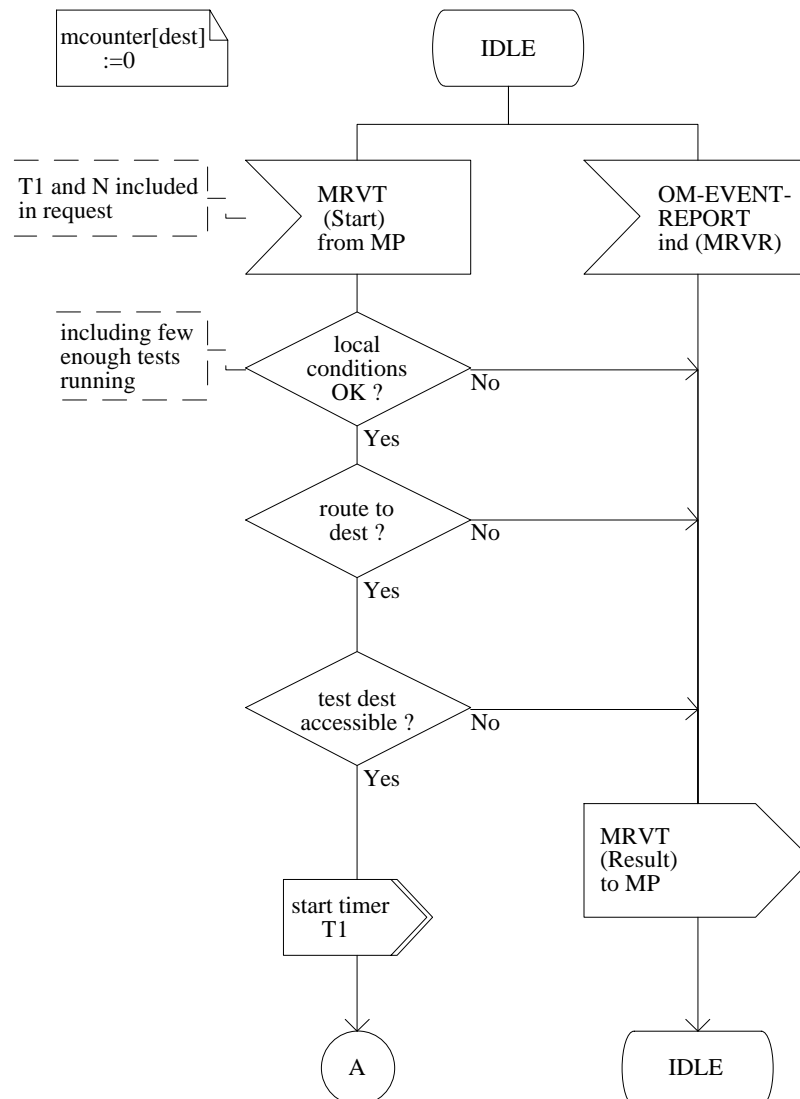 mcounter[dest]
:=0
IDLE
T1 and N included
in request
MRVT
(Start)
from MP
OM-EVENT-
REPORT
ind (MRVR)
including few
enough tests
running
local
conditions
OK ?
No
Yes
route to
dest ?
No
Yes
test dest
accessible ?
No
Yes
MRVT
(Result)
to MP
start timer
T1
A
IDLE